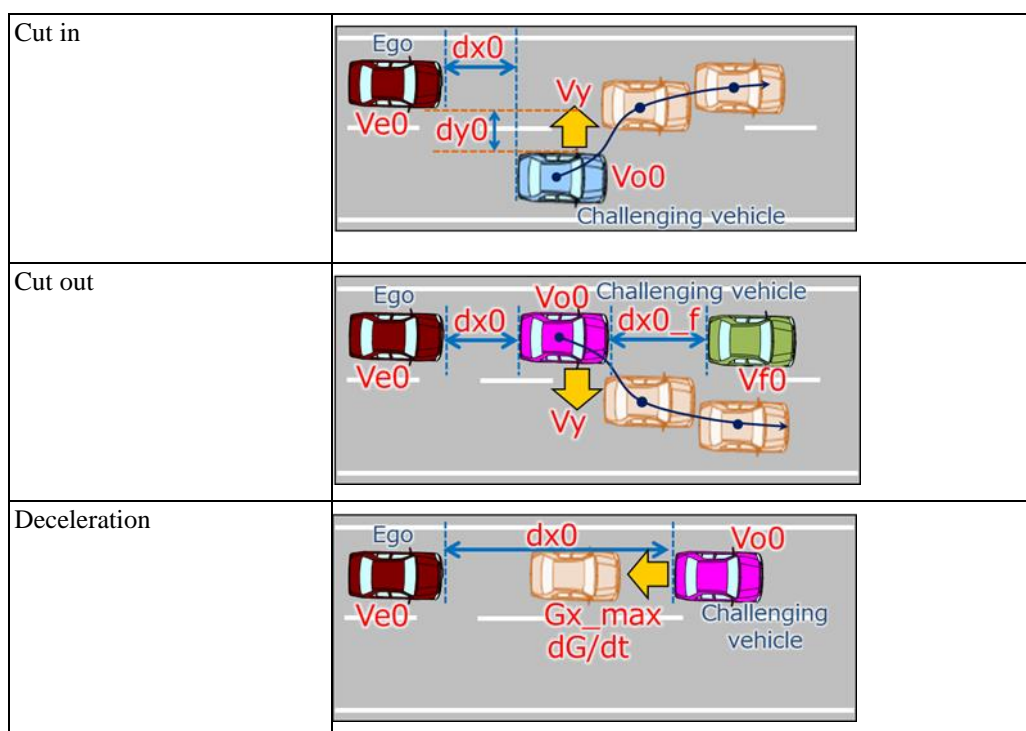 Cut in
Ego
dx0
Ve0
Vy
dy0
Vo0
Challenging vehicle
Cut out
Ego
Vo0
Challenging vehicle
dx0
dx0_f
Ve0
Vf0
Vy
Deceleration
Ego
dx0
Vo0
Ve0
Gx_max
dG/dt
Challenging
vehicle